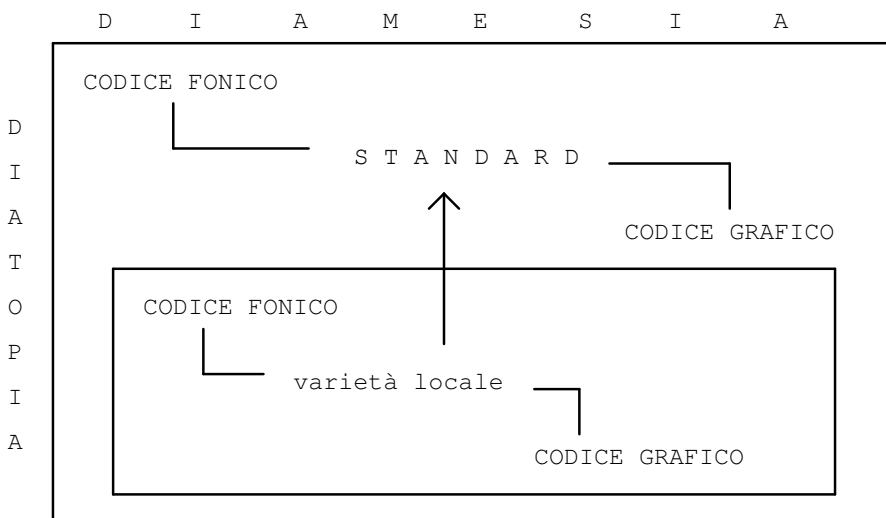 D I A M E S I A
D I A T O P I A
CODICE FONICO
S T A N D A R D
CODICE GRAFICO
CODICE FONICO
varietà locale
CODICE GRAFICO